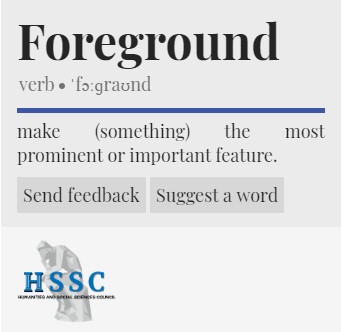 Foreground
verb • ˈfɔːɡraʊnd
make (something) the most
prominent or important feature.
Send feedback Suggest a word
HSSC
HUMANITIES AND SOCIAL SCIENCES COUNCIL